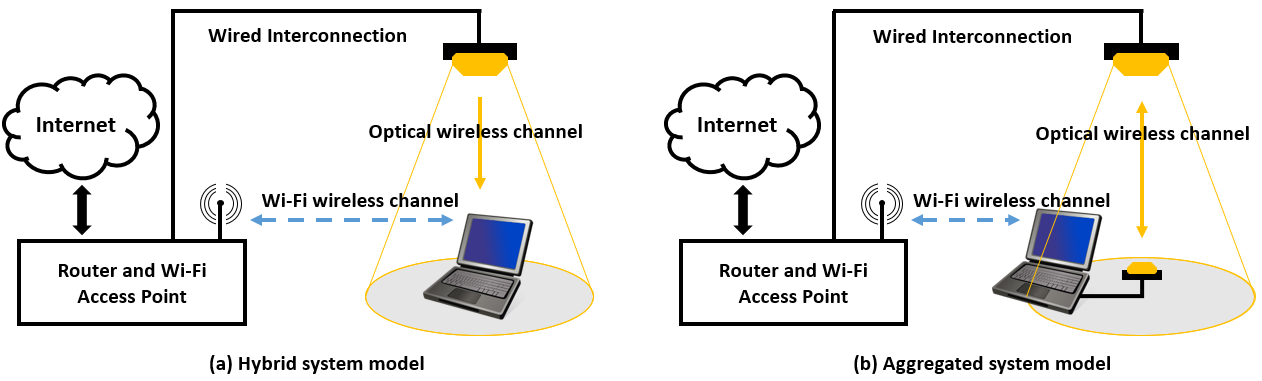 Wired Interconnection
Internet
Optical wireless channel
Wi-Fi wireless channel
Router and Wi-Fi
Access Point
(a) Hybrid system model
Wired Interconnection
Internet
Optical wireless channel
Wi-Fi wireless channel
Router and Wi-Fi
Access Point
(b) Aggregated system model